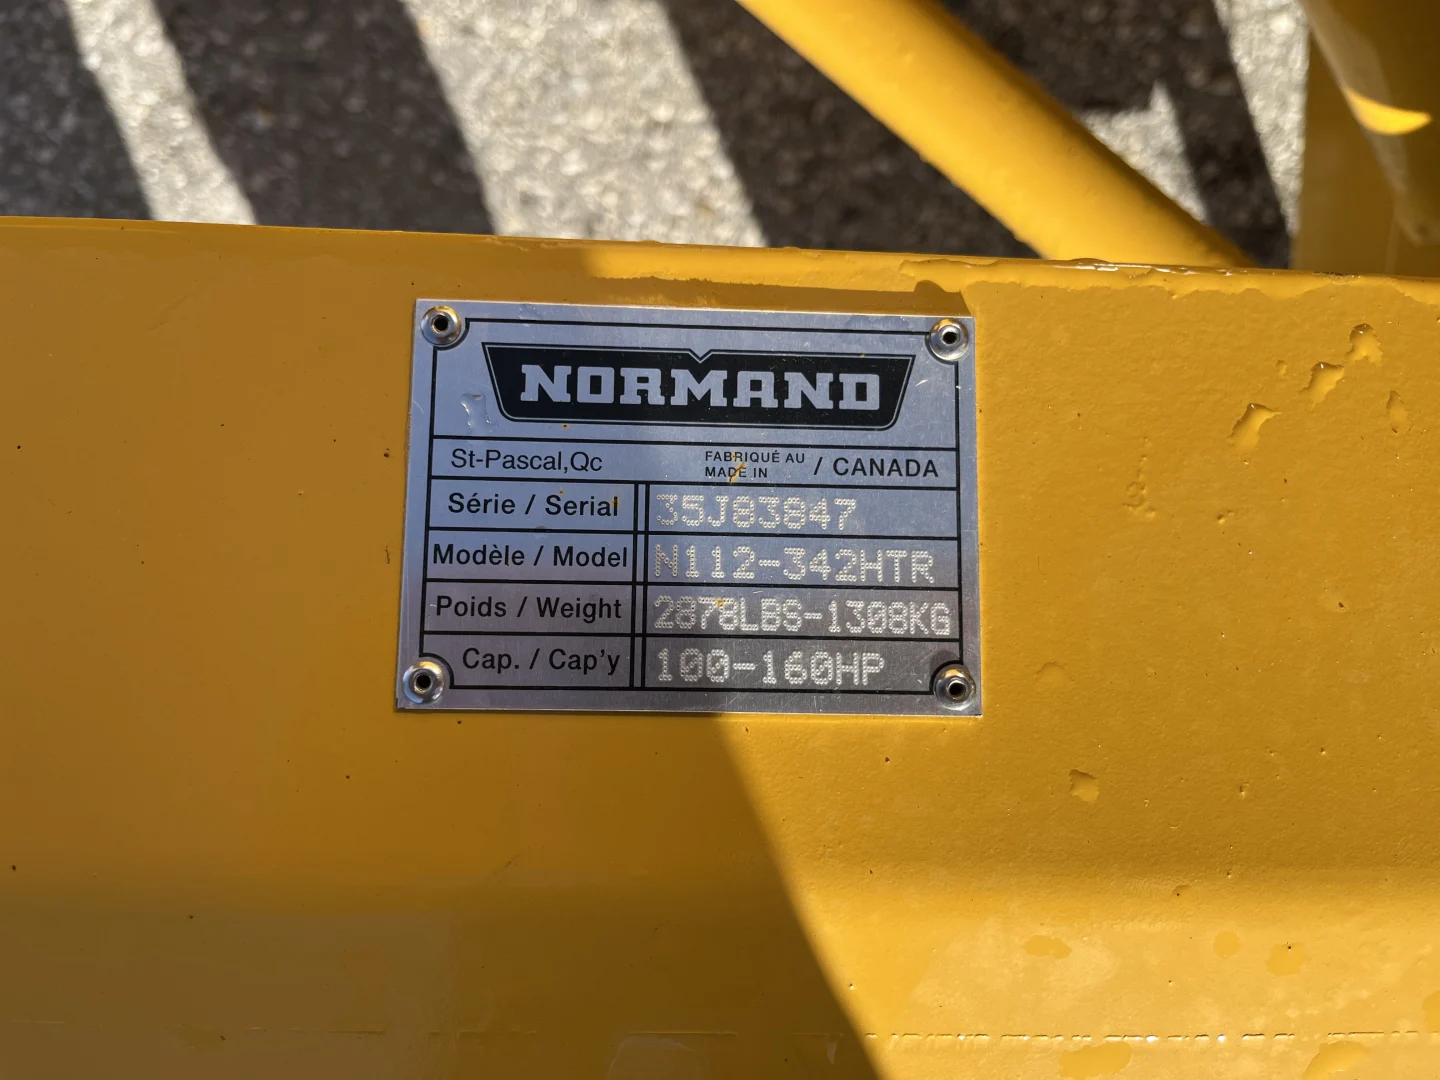 NORMAND
St-Pascal,Qc
FABRIQUÉ AU
MADE IN
/ CANADA
Série / Serial 35J83847
Modèle / Model N112-342HTR
Poids / Weight 2878LBS-1308KG
Cap. / Cap'y 100-160HP